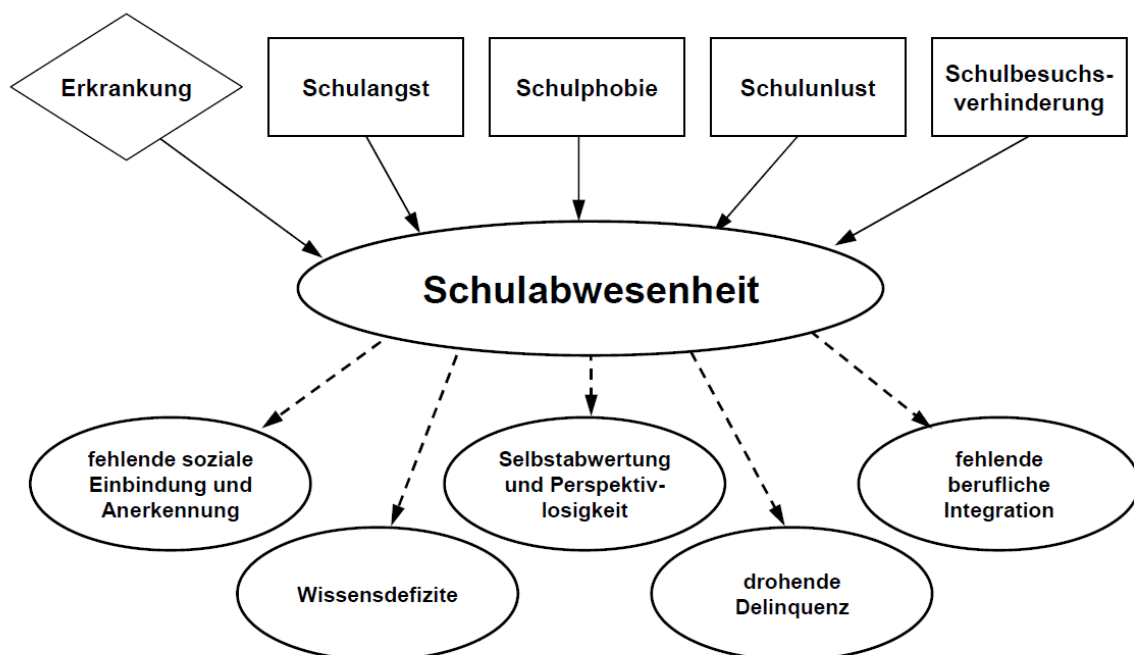 Erkrankung
Schulangst
Schulphobie
Schulunlust
Schulbesuchs-
verhinderung
Schulabwesenheit
fehlende soziale
Einbindung und
Anerkennung
Selbstabwertung
und Perspektiv-
losigkeit
fehlende
berufliche
Integration
Wissensdefizite
drohende
Delinquenz